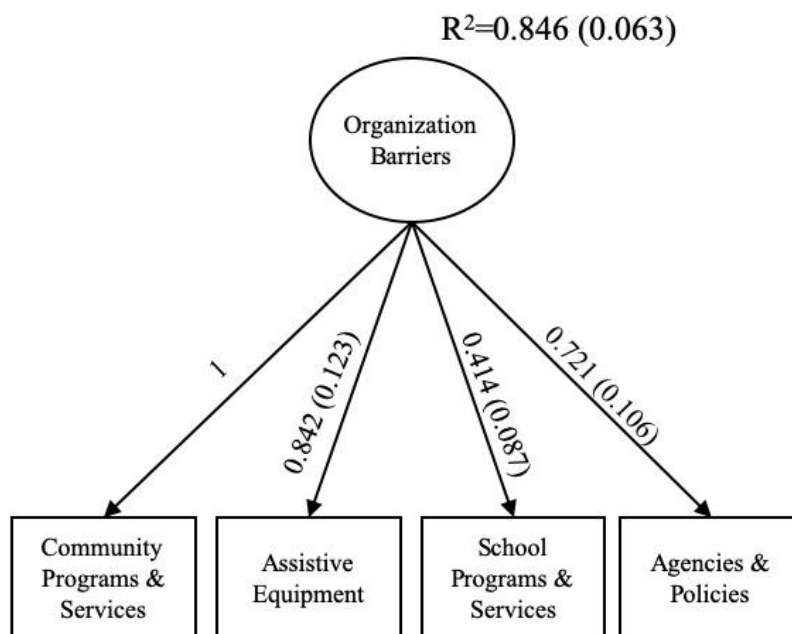 R²=0.846 (0.063)
Organization
Barriers
1
0.842 (0.123)
0.414 (0.087)
0.721 (0.106)
Community
Programs &
Services
Assistive
Equipment
School
Programs &
Services
Agencies &
Policies